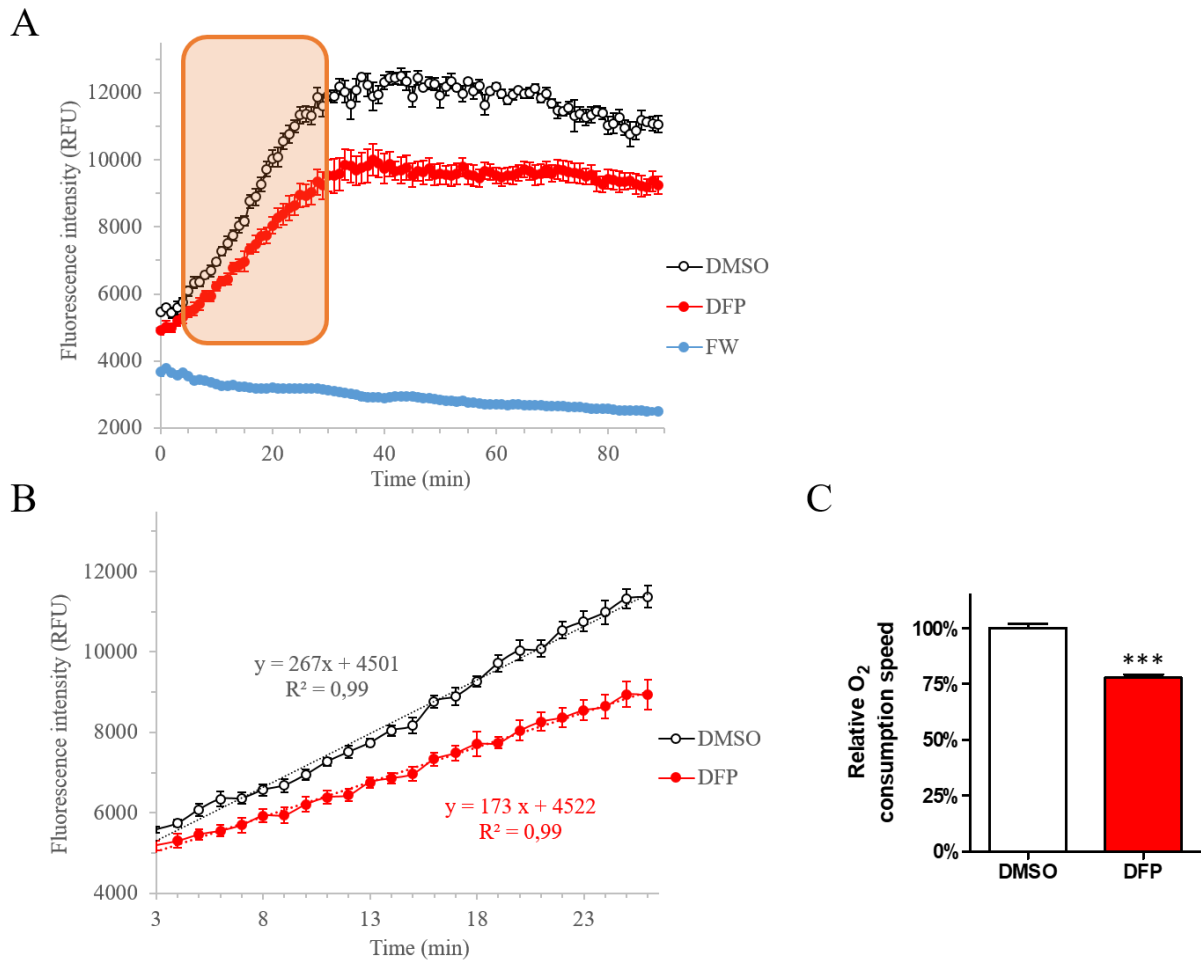 A
Fluorescence intensity (RFU)
12000
10000
8000
6000
4000
2000
0
20
40
60
80
Time (min)
DMSO
DFP
FW
B
Fluorescence intensity (RFU)
12000
10000
8000
6000
4000
y = 267x + 4501
R² = 0,99
y = 173 x + 4522
R² = 0,99
3
8
13
18
23
Time (min)
DMSO
DFP
C
Relative O₂
consumption speed
100%
75%
50%
25%
0%
***
DMSO
DFP